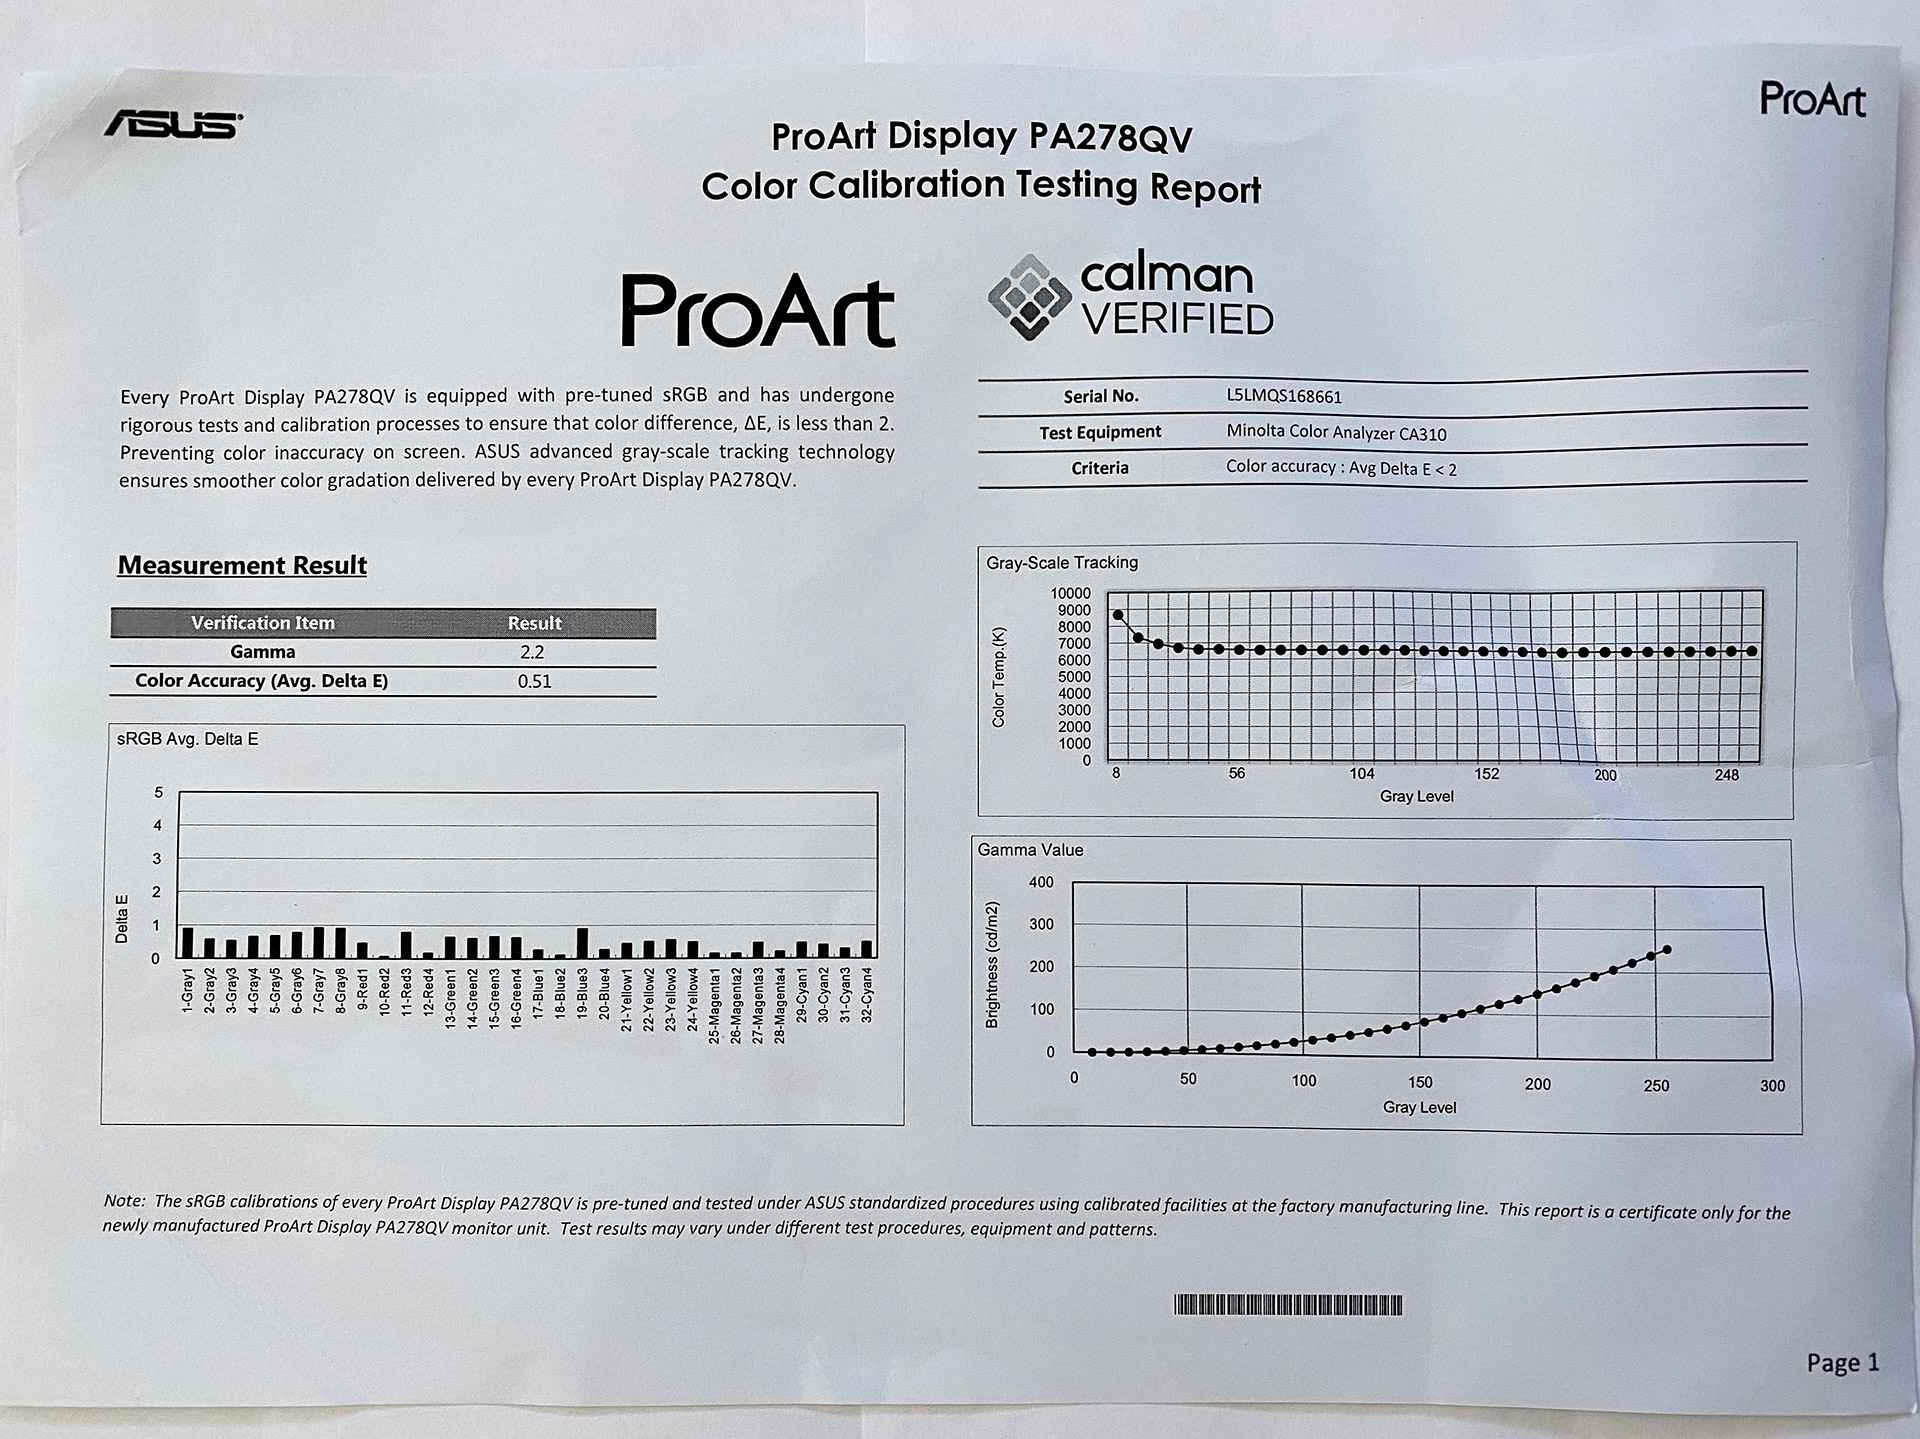 ASUS
ProArt
ProArt Display PA278QV
Color Calibration Testing Report
ProArt
calman
VERIFIED
Every ProArt Display PA278QV is equipped with pre-tuned sRGB and has undergone
rigorous tests and calibration processes to ensure that color difference, ΔE, is less than 2.
Preventing color inaccuracy on screen. ASUS advanced gray-scale tracking technology
ensures smoother color gradation delivered by every ProArt Display PA278QV.
Serial No. L5LMQS168661
Test Equipment Minolta Color Analyzer CA310
Criteria Color accuracy : Avg Delta E < 2
Measurement Result
Verification Item Result
Gamma 2.2
Color Accuracy (Avg. Delta E) 0.51
sRGB Avg. Delta E
Delta E
5
4
3
2
1
0
1-Gray1
2-Gray2
3-Gray3
4-Gray4
5-Gray5
6-Gray6
7-Gray7
8-Gray8
9-Red1
10-Red2
11-Red3
12-Red4
13-Green1
14-Green2
15-Green3
16-Green4
17-Blue1
18-Blue2
19-Blue3
20-Blue4
21-Yellow1
22-Yellow2
23-Yellow3
24-Yellow4
25-Magenta1
26-Magenta2
27-Magenta3
28-Magenta4
29-Cyan1
30-Cyan2
31-Cyan3
32-Cyan4
Gray-Scale Tracking
Color Temp.(K)
10000
9000
8000
7000
6000
5000
4000
3000
2000
1000
0
8 56 104 152 200 248
Gray Level
Gamma Value
Brightness (cd/m2)
400
300
200
100
0
0 50 100 150 200 250 300
Gray Level
Note: The sRGB calibrations of every ProArt Display PA278QV is pre-tuned and tested under ASUS standardized procedures using calibrated facilities at the factory manufacturing line. This report is a certificate only for the
newly manufactured ProArt Display PA278QV monitor unit. Test results may vary under different test procedures, equipment and patterns.
Page 1